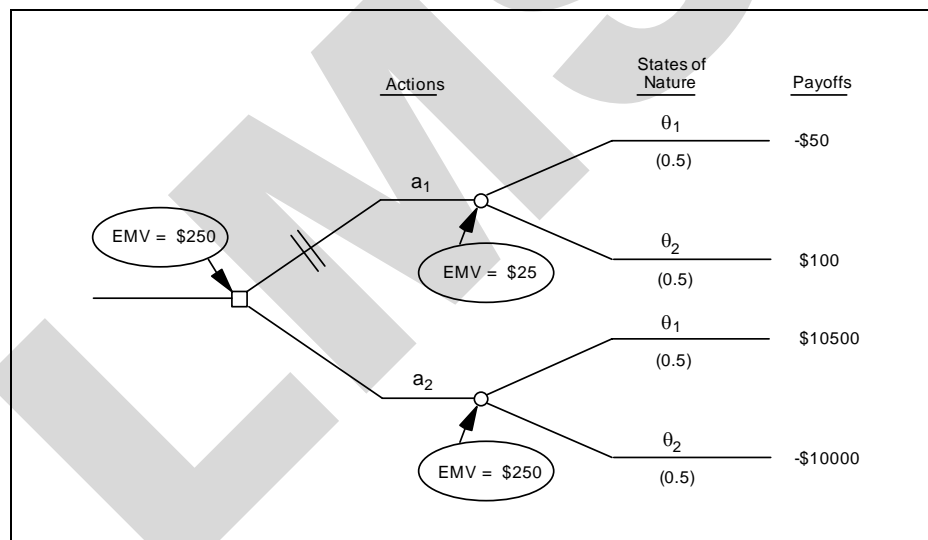 States of
Nature
Actions
Payoffs
θ1
-$50
(0.5)
a1
EMV = $250
θ2
$100
EMV = $25
(0.5)
θ1
$10500
(0.5)
a2
θ2
-$10000
EMV = $250
(0.5)
LMS